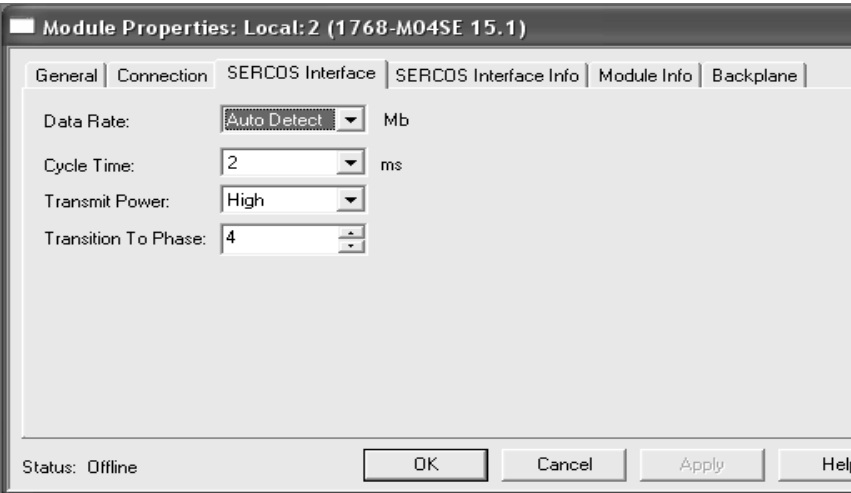 Module Properties: Local:2 (1768-M04SE 15.1)
General Connection SERCOS Interface SERCOS Interface Info Module Info Backplane
Data Rate: Auto Detect Mb
Cycle Time: 2 ms
Transmit Power: High
Transition To Phase: 4
Status: Offline OK Cancel Apply Help